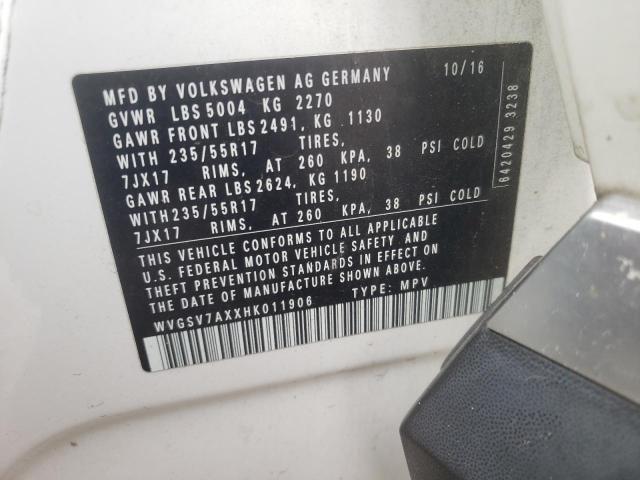 MFD BY VOLKSWAGEN AG GERMANY 10/16
GVWR LBS 5004 KG 2270
GAWR FRONT LBS 2491, KG 1130
WITH 235/55R17 TIRES,
7JX17 RIMS, AT 260 KPA, 38 PSI COLD
GAWR REAR LBS 2624, KG 1190
WITH 235/55R17 TIRES,
7JX17 RIMS, AT 260 KPA, 38 PSI COLD
THIS VEHICLE CONFORMS TO ALL APPLICABLE
U.S. FEDERAL MOTOR VEHICLE SAFETY AND
THEFT PREVENTION STANDARDS IN EFFECT ON
THE DATE OF MANUFACTURE SHOWN ABOVE.
WVGSV7AXXHK011906 TYPE: MPV
6420429 3238